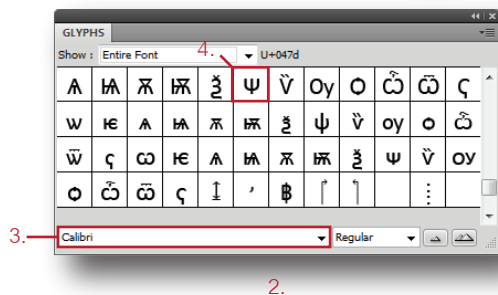 GLYPHS
Show : Entire Font 4. U+047d
Ѧ Ѩ Ѫ Ѭ Ѯ Ѱ Ѷ Ѹ Ѻ Ѽ Ѿ Ҁ
ѡ ѥ ѧ ѩ ѫ ѭ ѯ ѱ ѷ ѹ ѻ ѽ
ѿ ҁ ѡ ѥ ѧ ѩ ѫ ѭ ѯ ѱ ѷ ѹ
ѻ ѽ ѿ ҁ ↨ ʼ ฿
3. Calibri Regular
2.